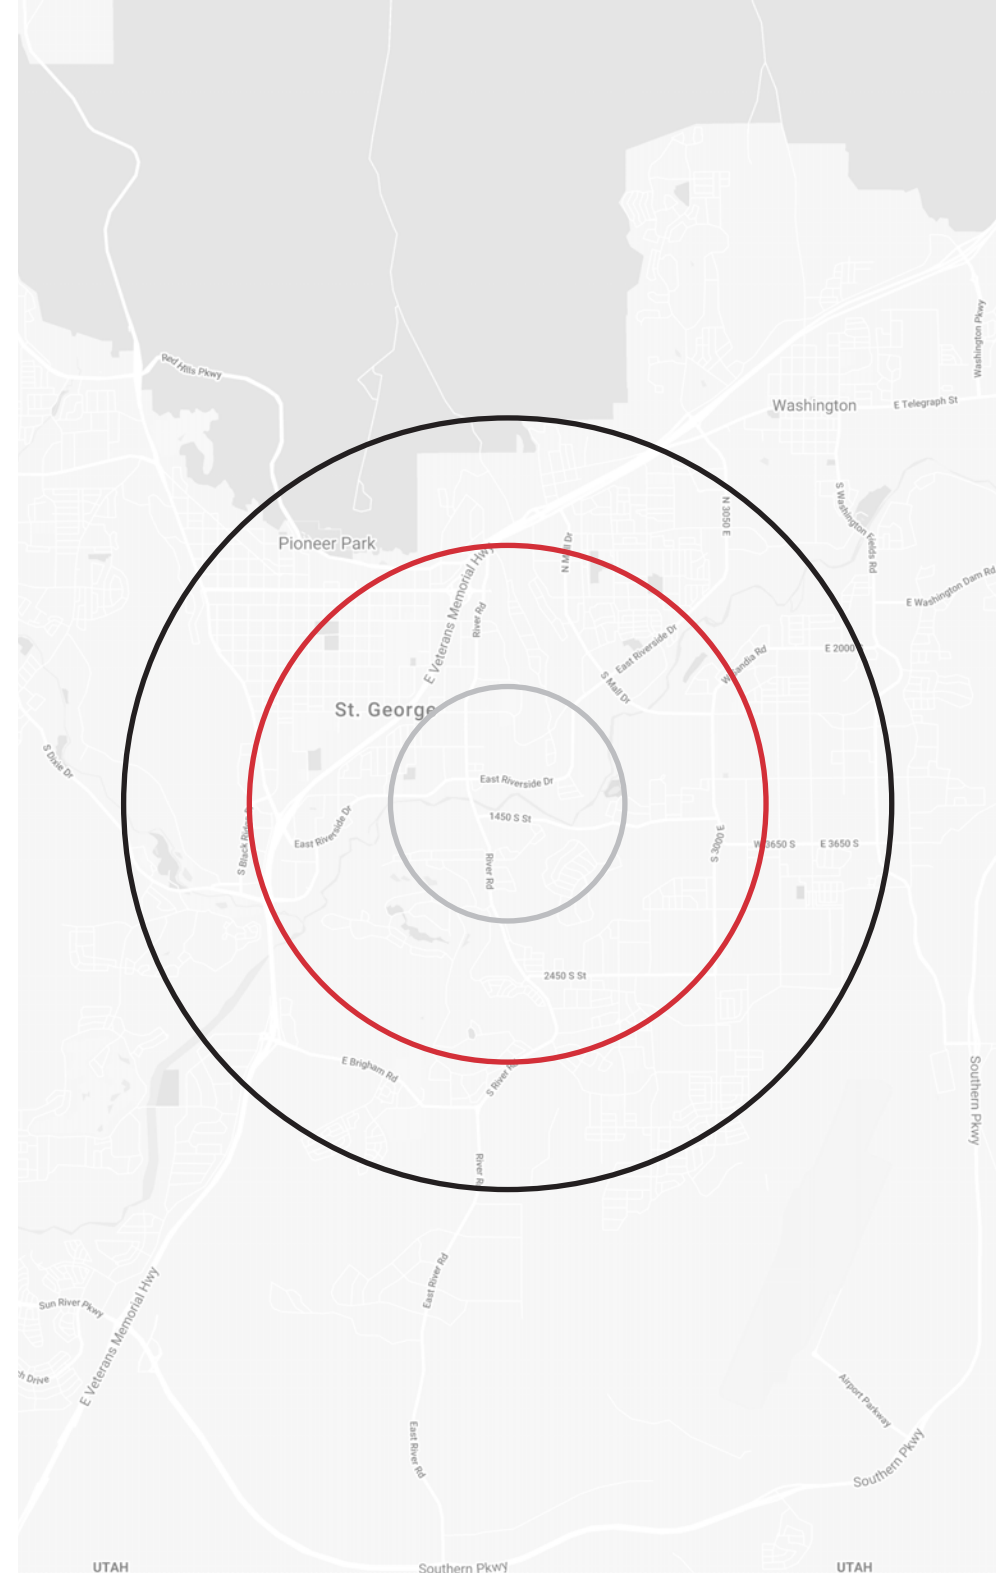 Red Hills Pkwy
Washington Pkwy
Washington
E Telegraph St
S Washington Fields Rd
N 3050 E
Pioneer Park
N Mall Dr
E Veterans Memorial Hwy
E Washington Dam Rd
River Rd
East Riverside Dr
W Sandia Rd
E 2000
S Mall Dr
St. George
S Dixie Dr
East Riverside Dr
1450 S St
East Riverside Dr
S Black Ridge
S 3000 E
W 3650 S
E 3650 S
River Rd
2450 S St
E Brigham Rd
S River
Southern Pkwy
River R
East River Rd
E Veterans Memorial Hwy
Sun River Pkwy
Drive
Airport Parkway
East River Rd
Southern Pkwy
UTAH
Southern Pkwy
UTAH